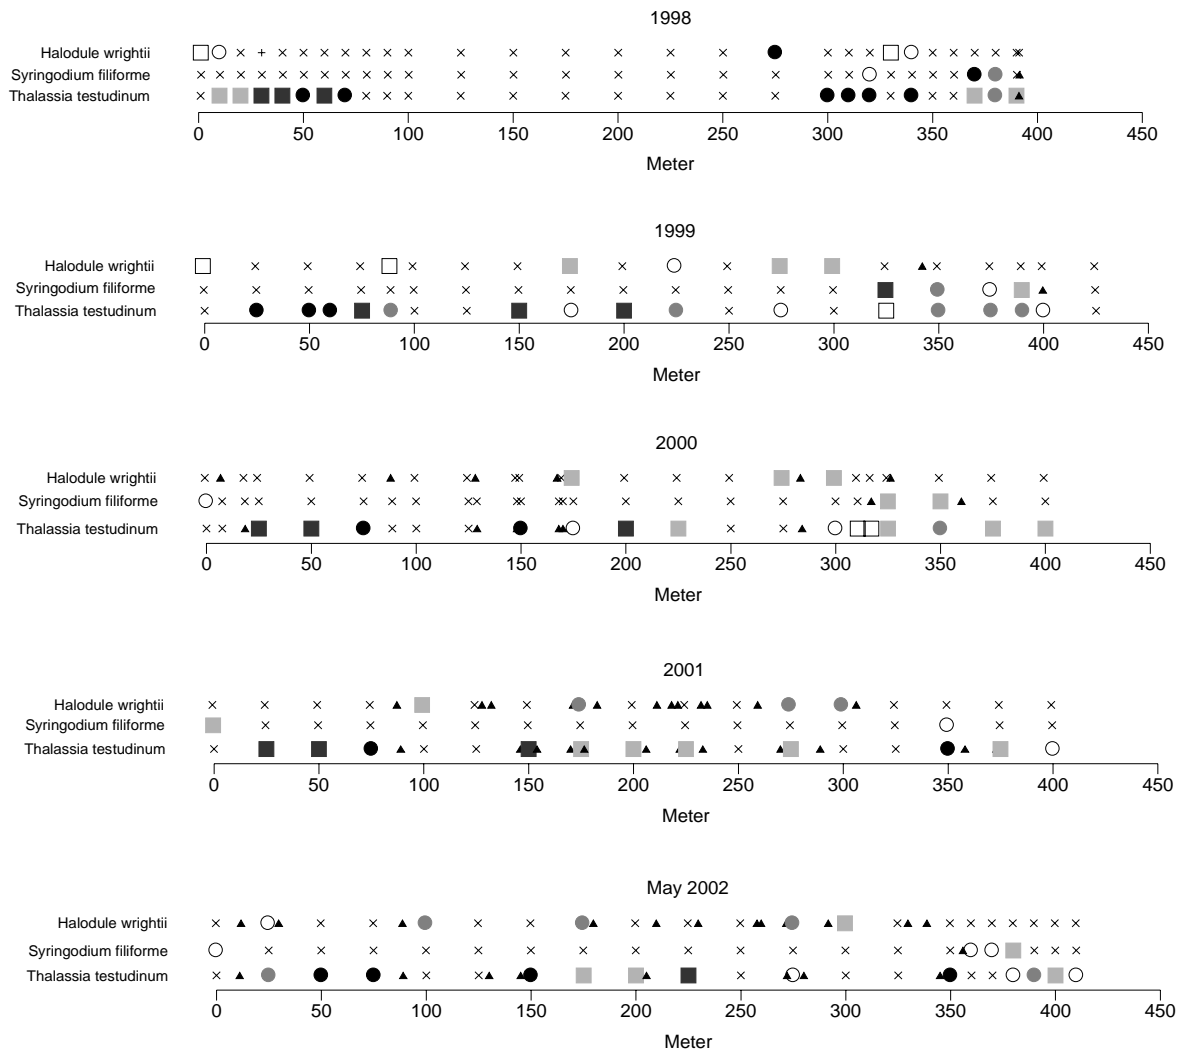 1998
Halodule wrightii
Syringodium filiforme
Thalassia testudinum
0 50 100 150 200 250 300 350 400 450
Meter
1999
Halodule wrightii
Syringodium filiforme
Thalassia testudinum
0 50 100 150 200 250 300 350 400 450
Meter
2000
Halodule wrightii
Syringodium filiforme
Thalassia testudinum
0 50 100 150 200 250 300 350 400 450
Meter
2001
Halodule wrightii
Syringodium filiforme
Thalassia testudinum
0 50 100 150 200 250 300 350 400 450
Meter
May 2002
Halodule wrightii
Syringodium filiforme
Thalassia testudinum
0 50 100 150 200 250 300 350 400 450
Meter